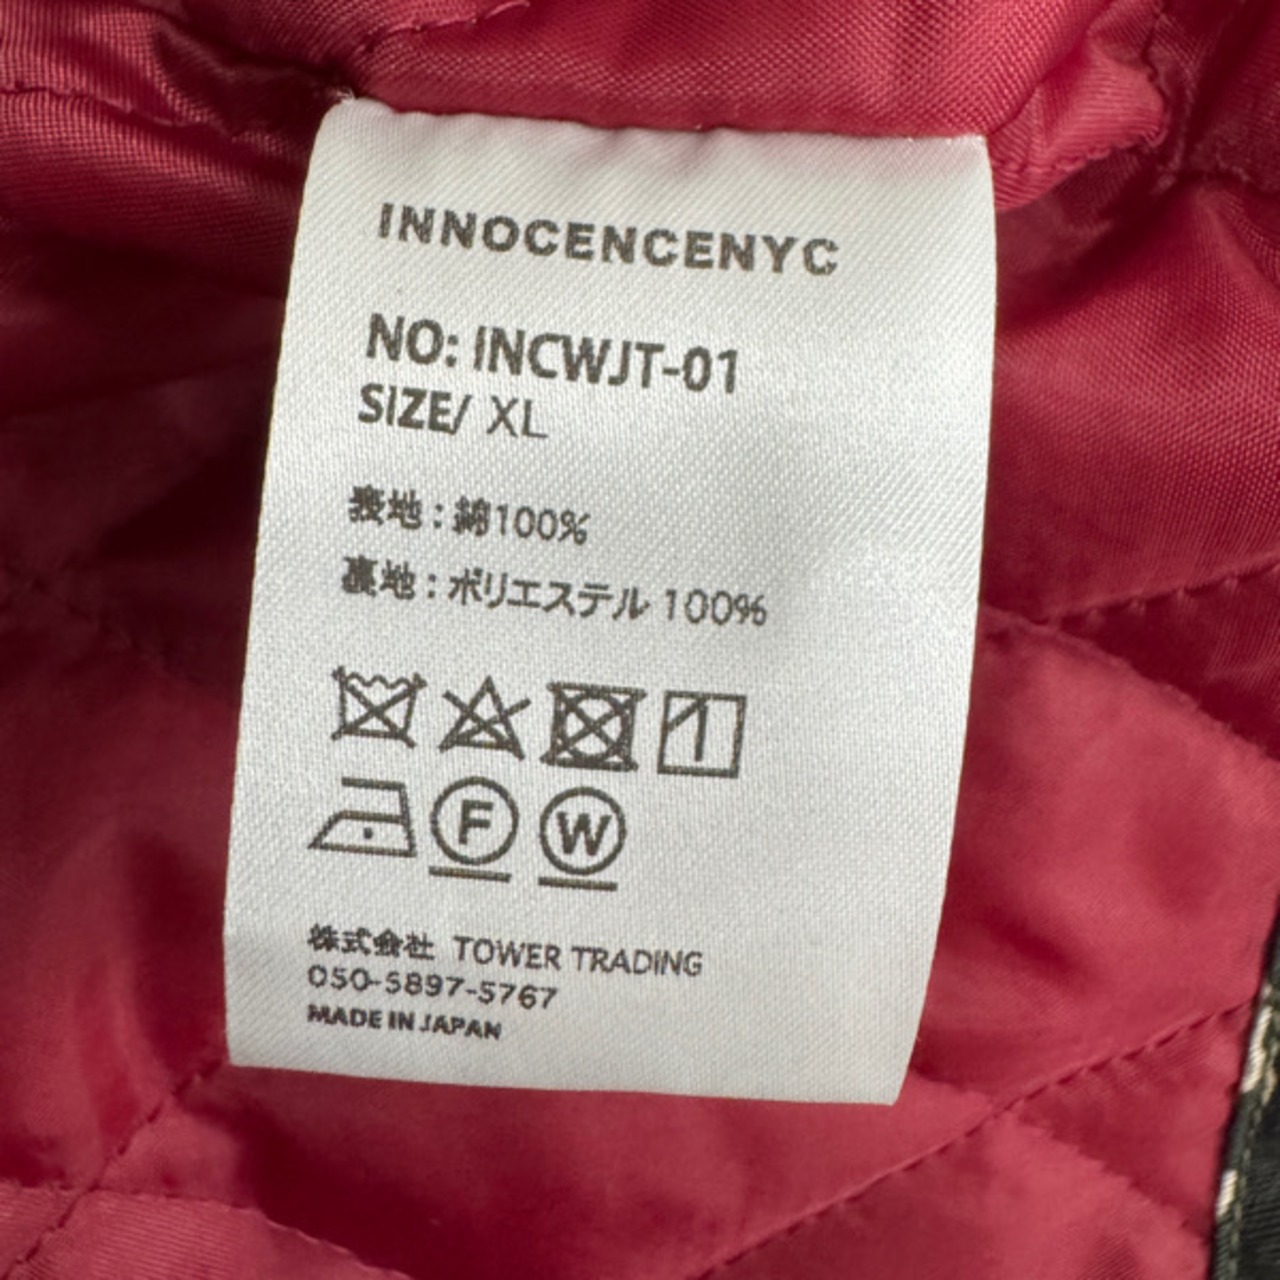 INNOCENCENYC
NO: INCWJT-01
SIZE/ XL
表地 : 綿100%
裏地 : ポリエステル 100%
F W
株式会社 TOWER TRADING
050-5897-5767
MADE IN JAPAN